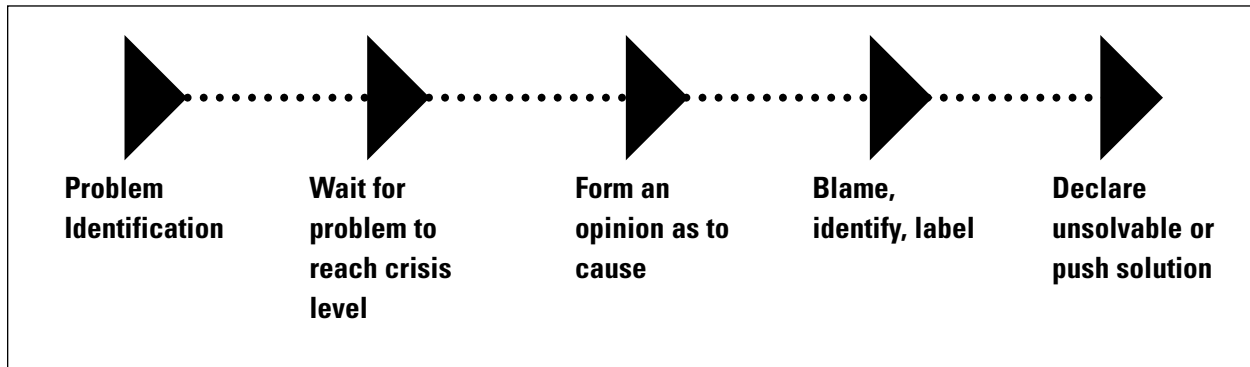 Problem
Identification
Wait for
problem to
reach crisis
level
Form an
opinion as to
cause
Blame,
identify, label
Declare
unsolvable or
push solution